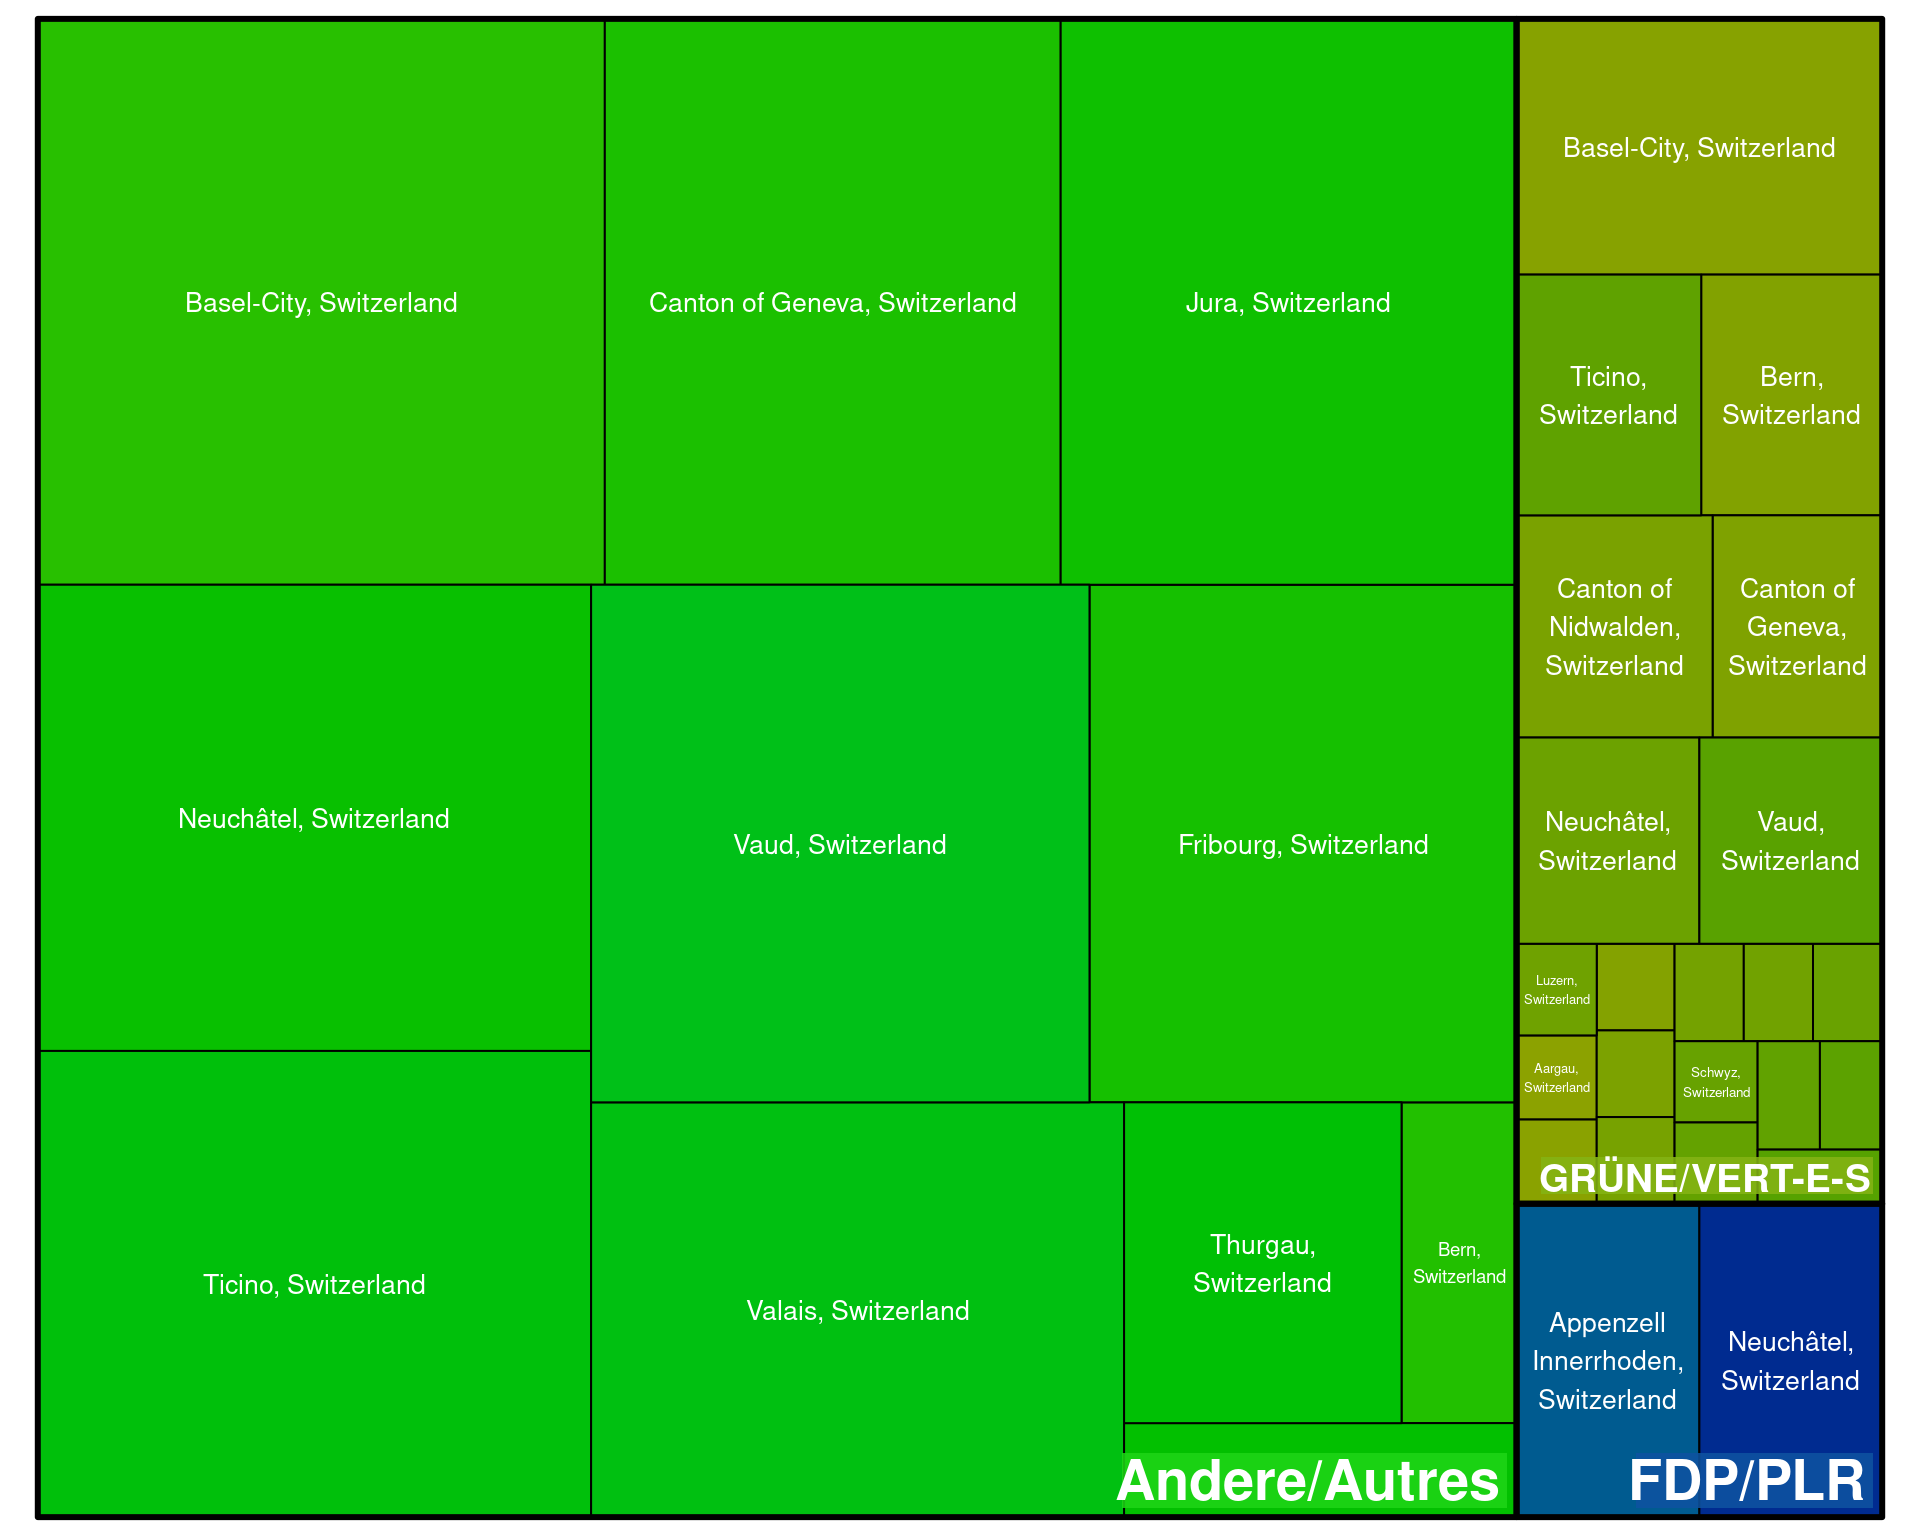 Basel-City, Switzerland
Canton of Geneva, Switzerland
Jura, Switzerland
Neuchâtel, Switzerland
Vaud, Switzerland
Fribourg, Switzerland
Ticino, Switzerland
Valais, Switzerland
Thurgau,
Switzerland
Bern,
Switzerland
Andere/Autres
Basel-City, Switzerland
Ticino,
Switzerland
Bern,
Switzerland
Canton of
Nidwalden,
Switzerland
Canton of
Geneva,
Switzerland
Neuchâtel,
Switzerland
Vaud,
Switzerland
Luzern,
Switzerland
Aargau,
Switzerland
Schwyz,
Switzerland
GRÜNE/VERT-E-S
Appenzell
Innerrhoden,
Switzerland
Neuchâtel,
Switzerland
FDP/PLR